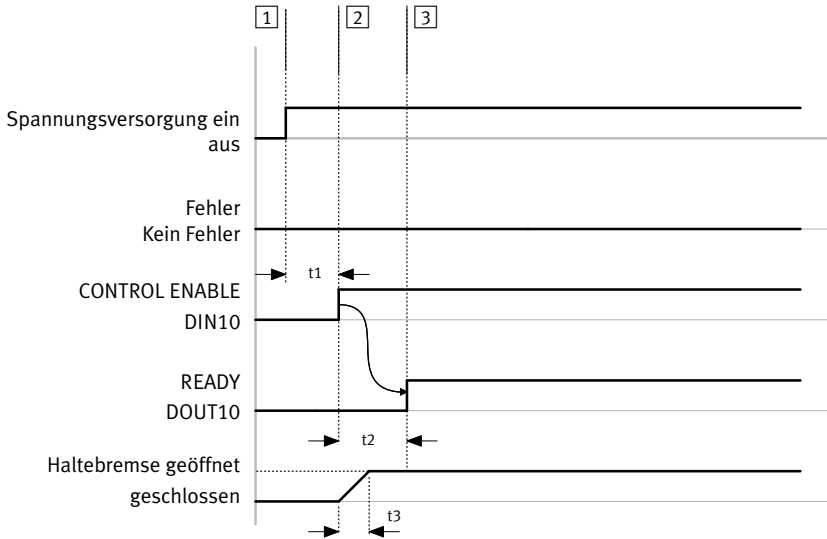 1 2 3
Spannungsversorgung ein
aus
Fehler
Kein Fehler
t1
CONTROL ENABLE
DIN10
READY
DOUT10
t2
Haltebremse geöffnet
geschlossen
t3